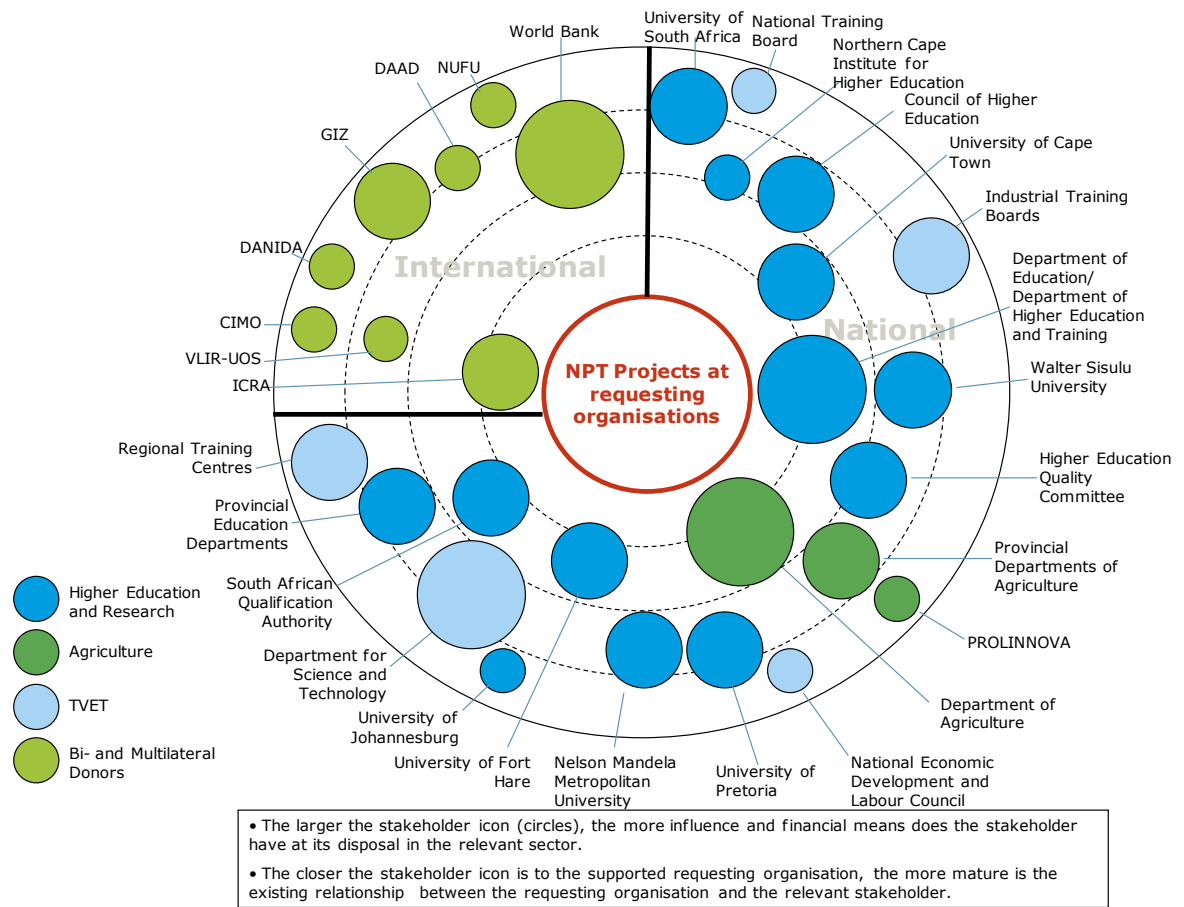 World Bank
NUFU
DAAD
GIZ
DANIDA
CIMO
VLIR-UOS
ICRA
International
University of
South Africa
National Training
Board
Northern Cape
Institute for
Higher Education
Council of Higher
Education
University of Cape
Town
Industrial Training
Boards
Department of
Education/
Department of
Higher Education
and Training
National
Walter Sisulu
University
Higher Education
Quality
Committee
Provincial
Departments of
Agriculture
PROLINNOVA
Department of
Agriculture
National Economic
Development and
Labour Council
University of
Pretoria
Nelson Mandela
Metropolitan
University
University of Fort
Hare
University of
Johannesburg
Department for
Science and
Technology
South African
Qualification
Authority
Provincial
Education
Departments
Regional Training
Centres
NPT Projects at
requesting
organisations
Higher Education
and Research
Agriculture
TVET
Bi- and Multilateral
Donors
• The larger the stakeholder icon (circles), the more influence and financial means does the stakeholder
have at its disposal in the relevant sector.
• The closer the stakeholder icon is to the supported requesting organisation, the more mature is the
existing relationship between the requesting organisation and the relevant stakeholder.